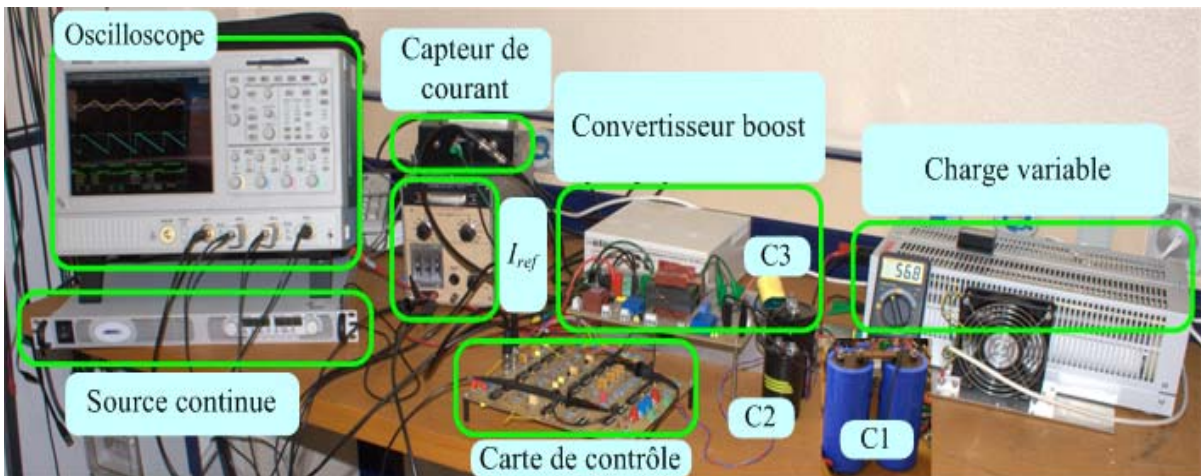 Oscilloscope
Capteur de
courant
Convertisseur boost
Charge variable
I_ref
C3
568
Source continue
C2
C1
Carte de contrôle